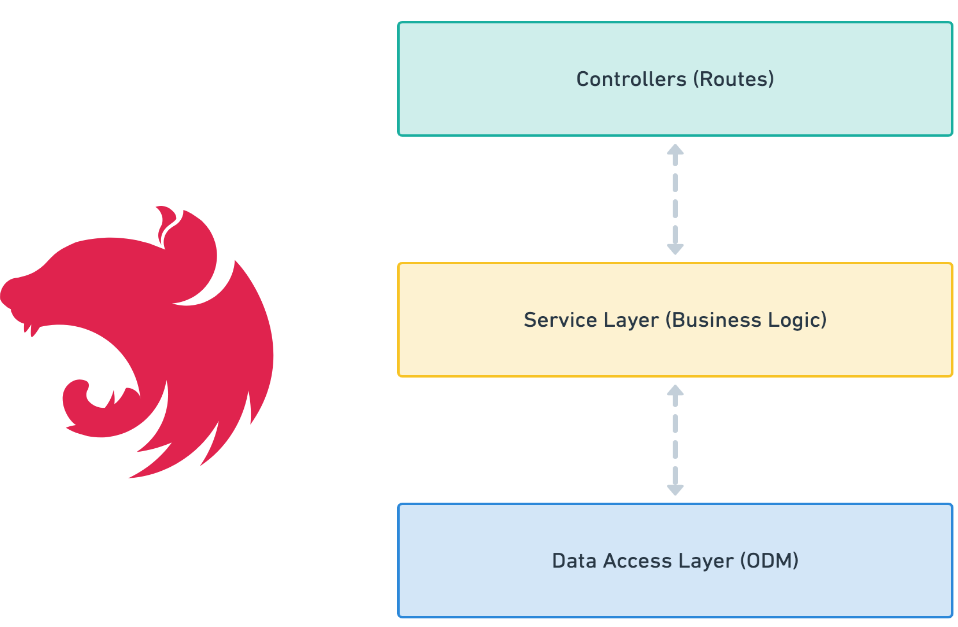 Controllers (Routes)
Service Layer (Business Logic)
Data Access Layer (ODM)